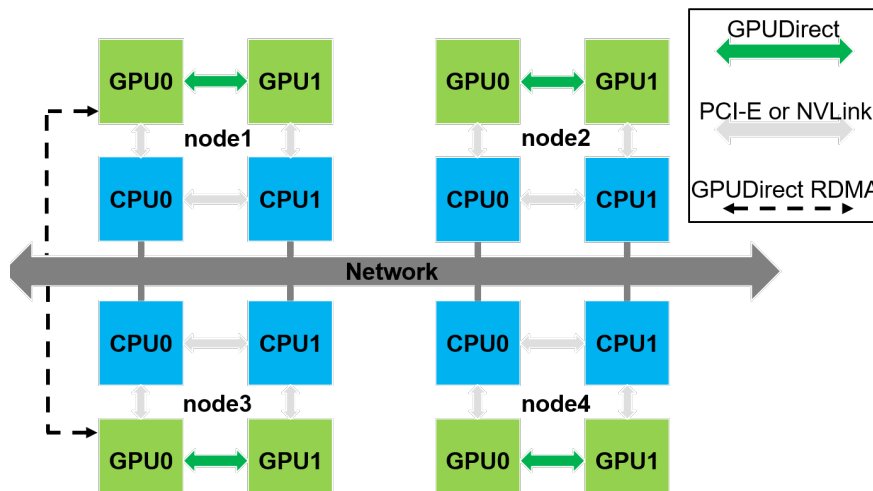 GPU0 GPU1 GPU0 GPU1
node1 node2
CPU0 CPU1 CPU0 CPU1
Network
CPU0 CPU1 CPU0 CPU1
node3 node4
GPU0 GPU1 GPU0 GPU1
GPUDirect
PCI-E or NVLink
GPUDirect RDMA